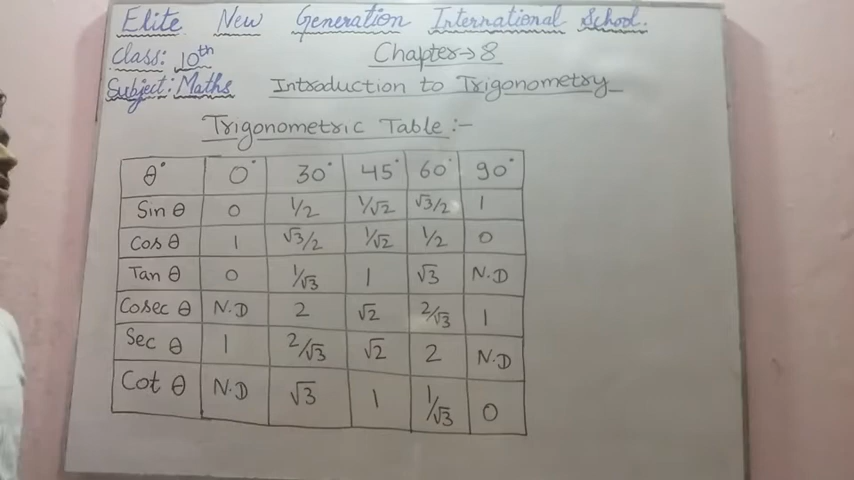 Elite New Generation International School.
Class: 10th Chapter→8
Subject: Maths Introduction to Trigonometry
Trigonometric Table :-
θ° 0° 30° 45° 60° 90°
Sin θ 0 1/2 1/√2 √3/2 1
Cos θ 1 √3/2 1/√2 1/2 0
Tan θ 0 1/√3 1 √3 N.D
Cosec θ N.D 2 √2 2/√3 1
Sec θ 1 2/√3 √2 2 N.D
Cot θ N.D √3 1 1/√3 0